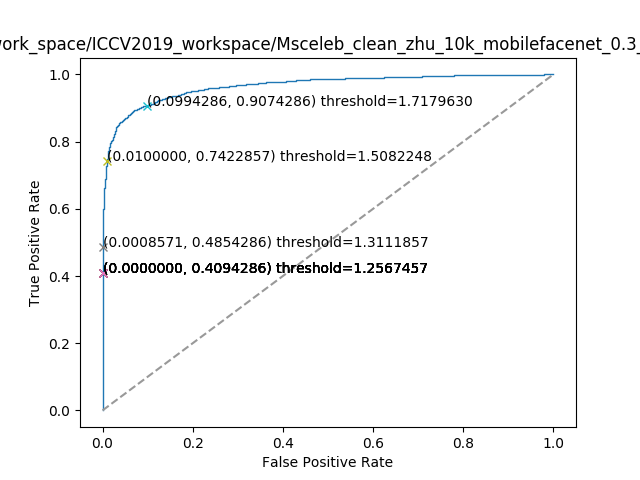 ork_space/ICCV2019_workspace/Msceleb_clean_zhu_10k_mobilefacenet_0.3_
(0.0994286, 0.9074286) threshold=1.7179630
(0.0100000, 0.7422857) threshold=1.5082248
(0.0008571, 0.4854286) threshold=1.3111857
(0.0000000, 0.4094286) threshold=1.2567457
True Positive Rate
1.0
0.8
0.6
0.4
0.2
0.0
0.0 0.2 0.4 0.6 0.8 1.0
False Positive Rate